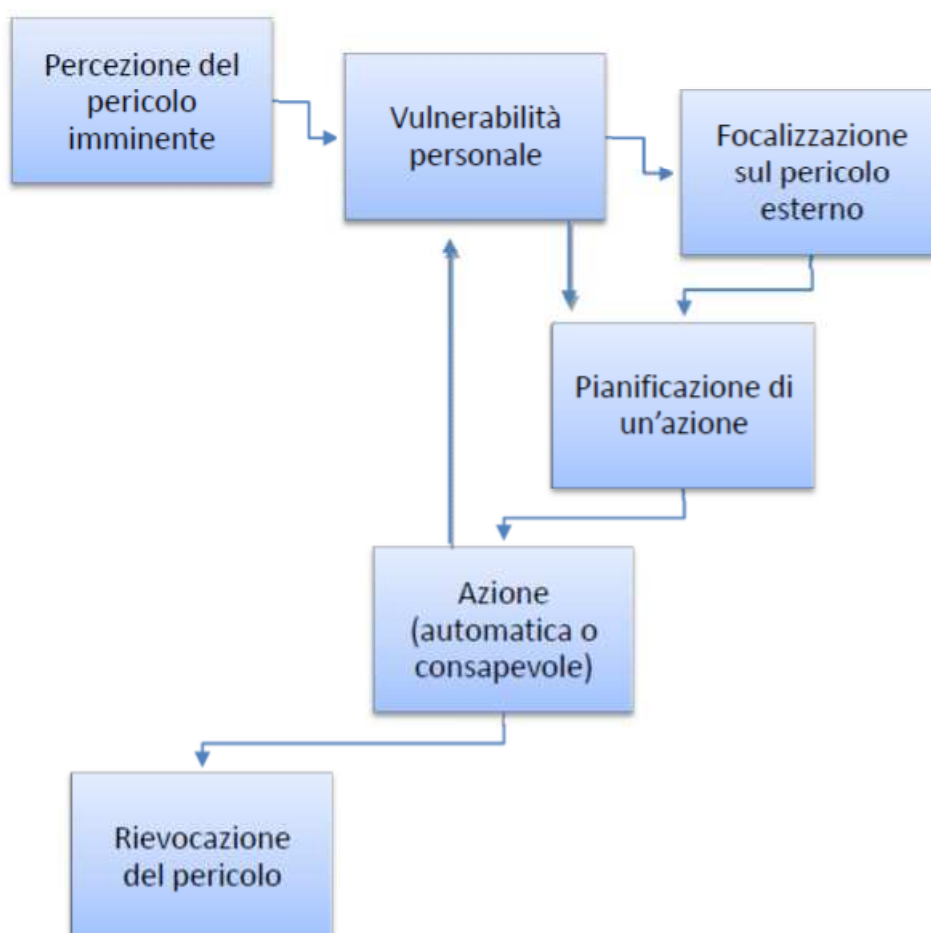 Percezione del
pericolo
imminente
Vulnerabilità
personale
Focalizzazione
sul pericolo
esterno
Pianificazione di
un’azione
Azione
(automatica o
consapevole)
Rievocazione
del pericolo